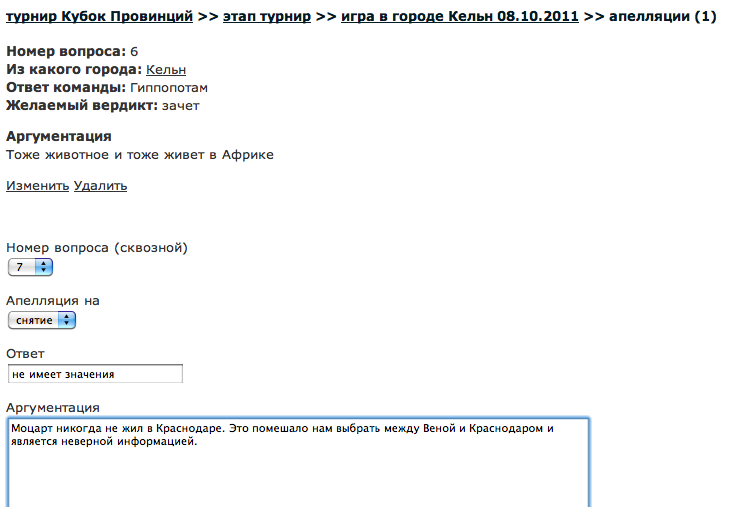 турнир Кубок Провинций >> этап турнир >> игра в городе Кельн 08.10.2011 >> апелляции (1)
Номер вопроса: 6
Из какого города: Кельн
Ответ команды: Гиппопотам
Желаемый вердикт: зачет
Аргументация
Тоже животное и тоже живет в Африке
Изменить Удалить
Номер вопроса (сквозной)
7
Апелляция на
снятие
Ответ
не имеет значения
Аргументация
Моцарт никогда не жил в Краснодаре. Это помешало нам выбрать между Веной и Краснодаром и
является неверной информацией.